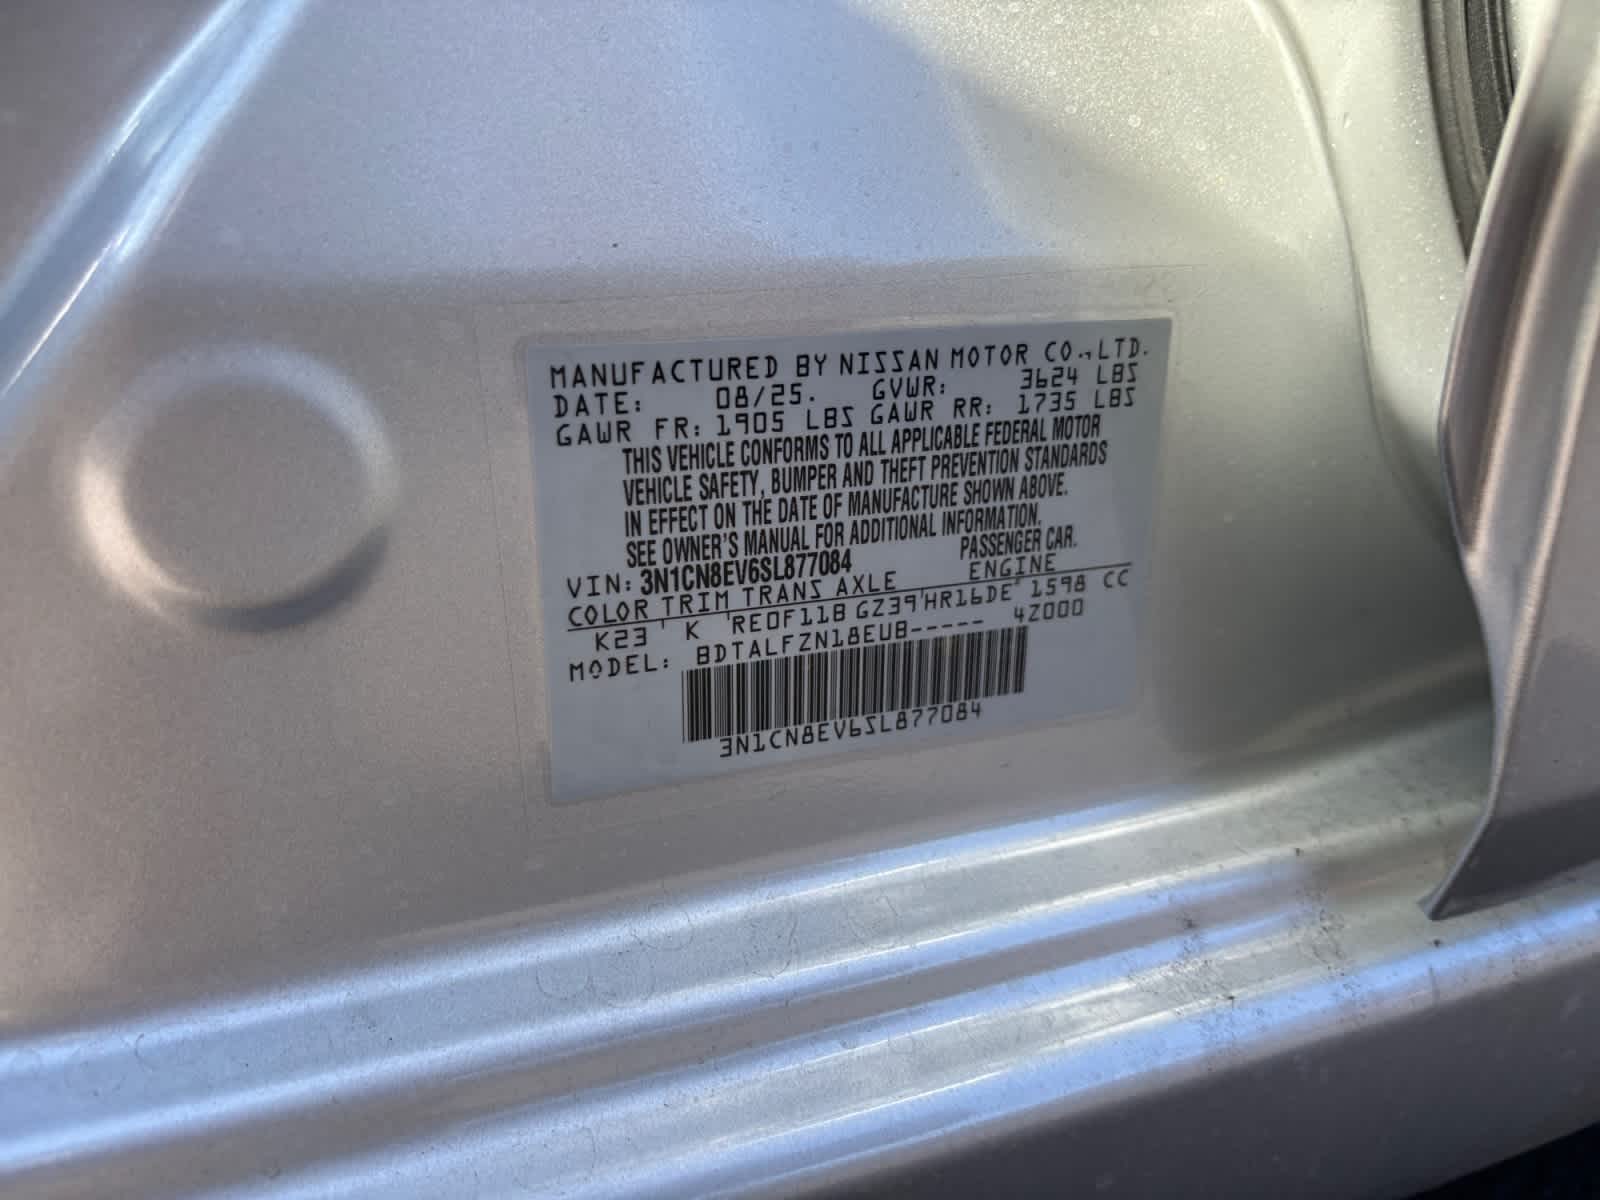 MANUFACTURED BY NISSAN MOTOR CO.,LTD.
DATE: 08/25. GVWR: 3624 LBS
GAWR FR: 1905 LBS GAWR RR: 1735 LBS
THIS VEHICLE CONFORMS TO ALL APPLICABLE FEDERAL MOTOR
VEHICLE SAFETY, BUMPER AND THEFT PREVENTION STANDARDS
IN EFFECT ON THE DATE OF MANUFACTURE SHOWN ABOVE.
SEE OWNER'S MANUAL FOR ADDITIONAL INFORMATION.
VIN: 3N1CN8EV6SL877084 PASSENGER CAR.
COLOR TRIM TRANS AXLE ENGINE
K23 ' K 'RE0F11B GZ39'HR16DE' 1598 CC
MODEL: BDTALFZN18EUB----- 4Z000
3N1CN8EV6SL877084